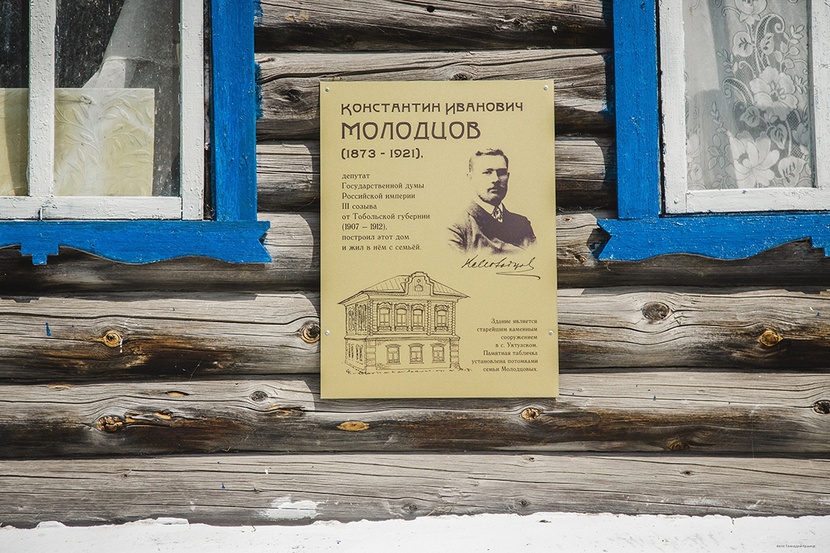 Константин Иванович
МОЛОДЦОВ
(1873 - 1921),
депутат
Государственной думы
Российской империи
III созыва
от Тобольской губернии
(1907 – 1912),
построил этот дом
и жил в нём с семьёй.
Здание является
старейшим каменным
сооружением
в с. Уктузском.
Памятная табличка
установлена потомками
семьи Молодцовых.